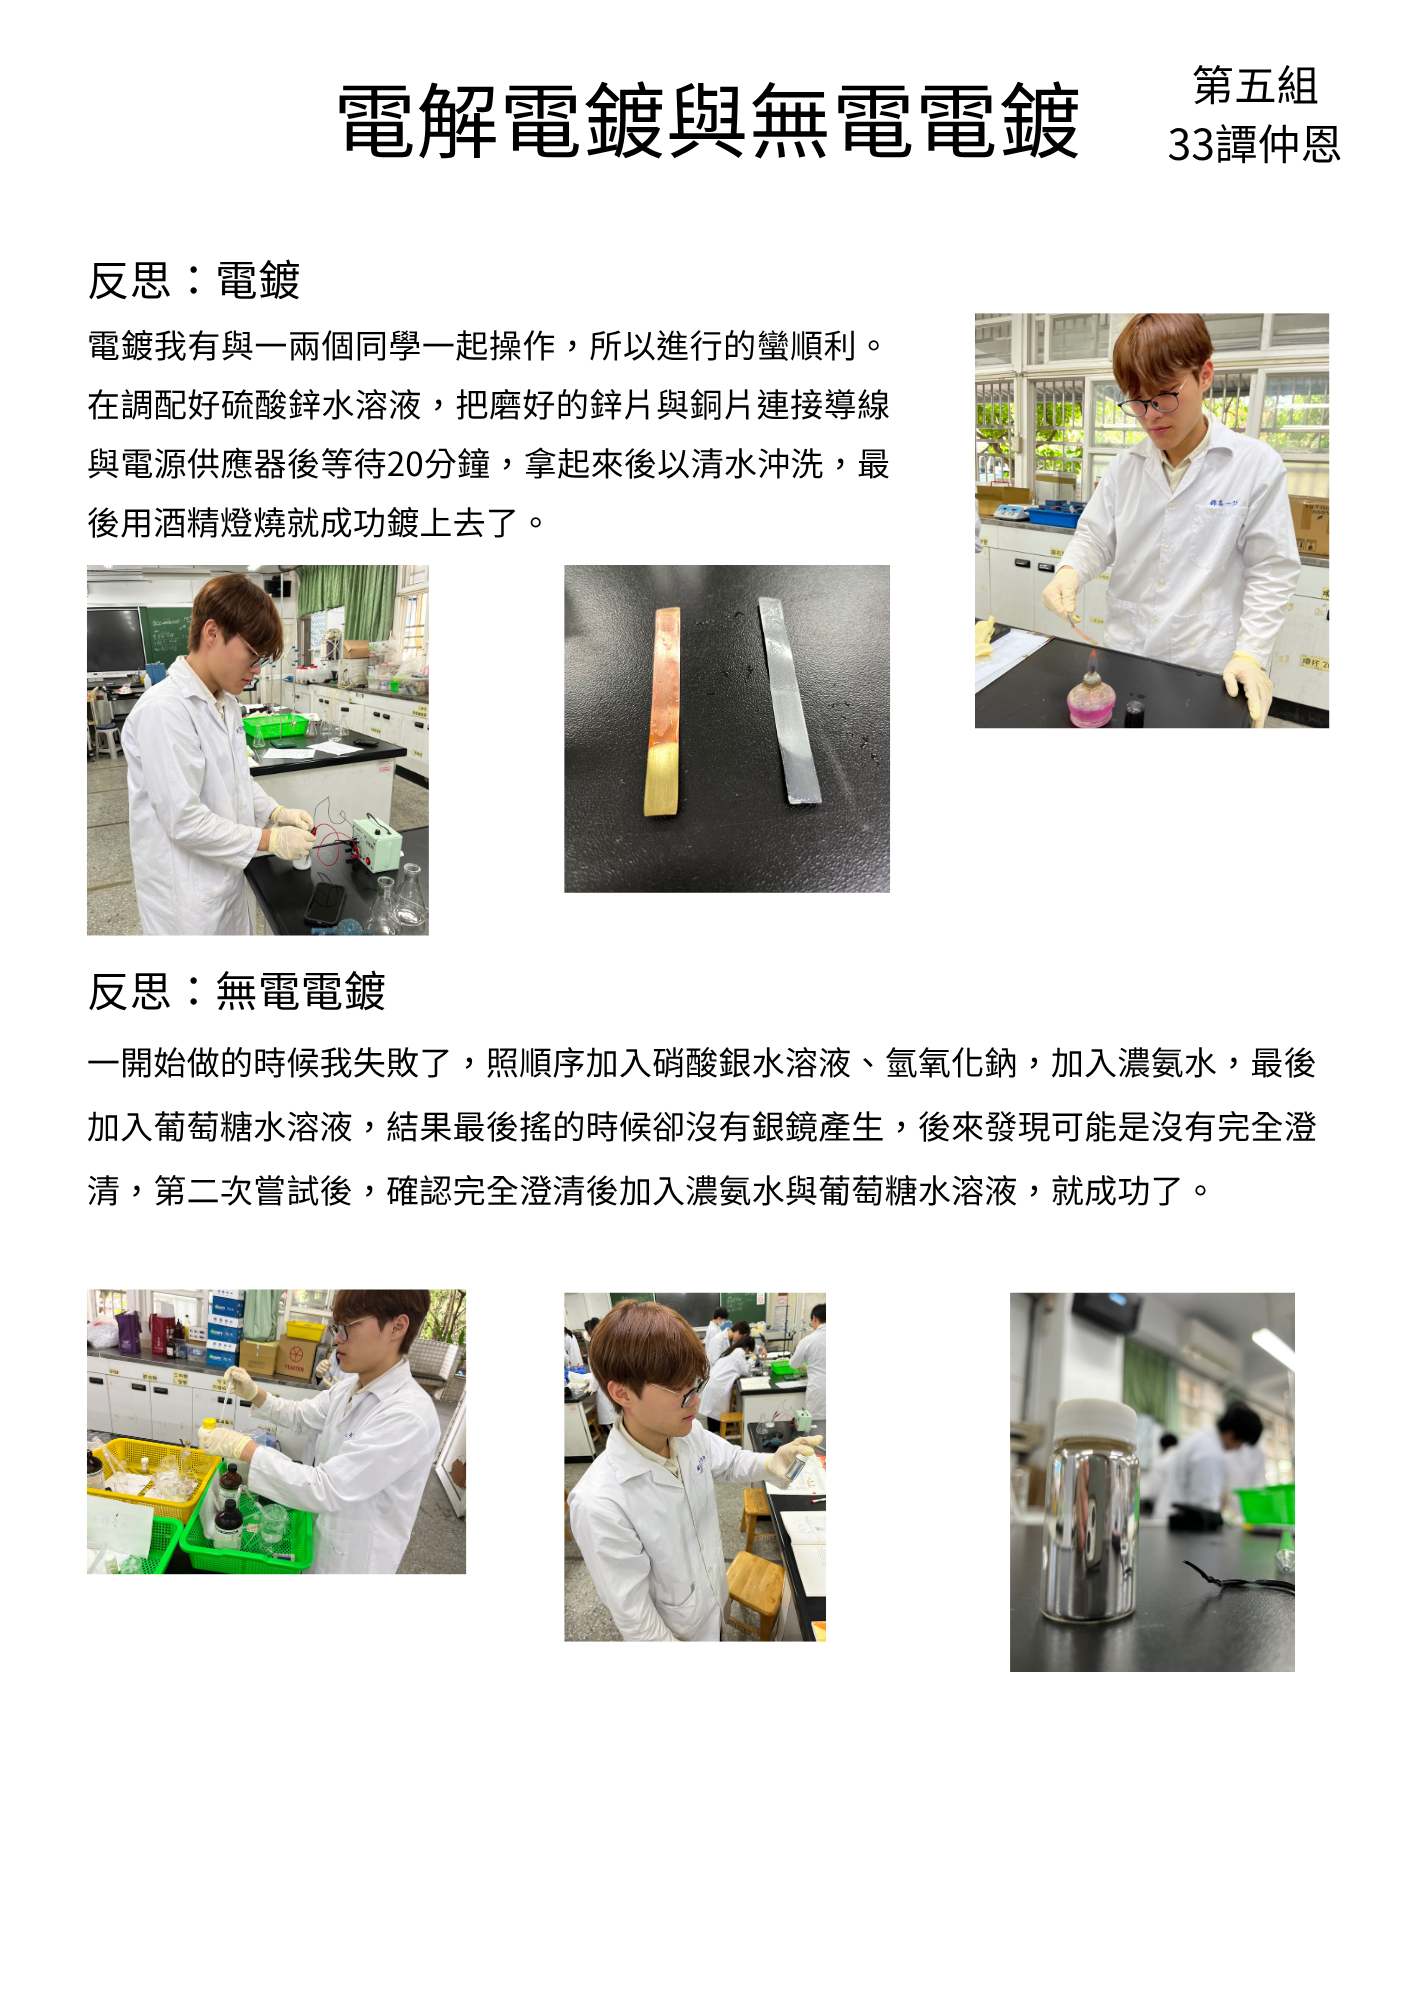 電解電鍍與無電電鍍
第五組
33譚仲恩
反思：電鍍
電鍍我有與一兩個同學一起操作，所以進行的蠻順利。
在調配好硫酸鋅水溶液，把磨好的鋅片與銅片連接導線
與電源供應器後等待20分鐘，拿起來後以清水沖洗，最
後用酒精燈燒就成功鍍上去了。
反思：無電電鍍
一開始做的時候我失敗了，照順序加入硝酸銀水溶液、氫氧化鈉，加入濃氨水，最後
加入葡萄糖水溶液，結果最後搖的時候卻沒有銀鏡產生，後來發現可能是沒有完全澄
清，第二次嘗試後，確認完全澄清後加入濃氨水與葡萄糖水溶液，就成功了。